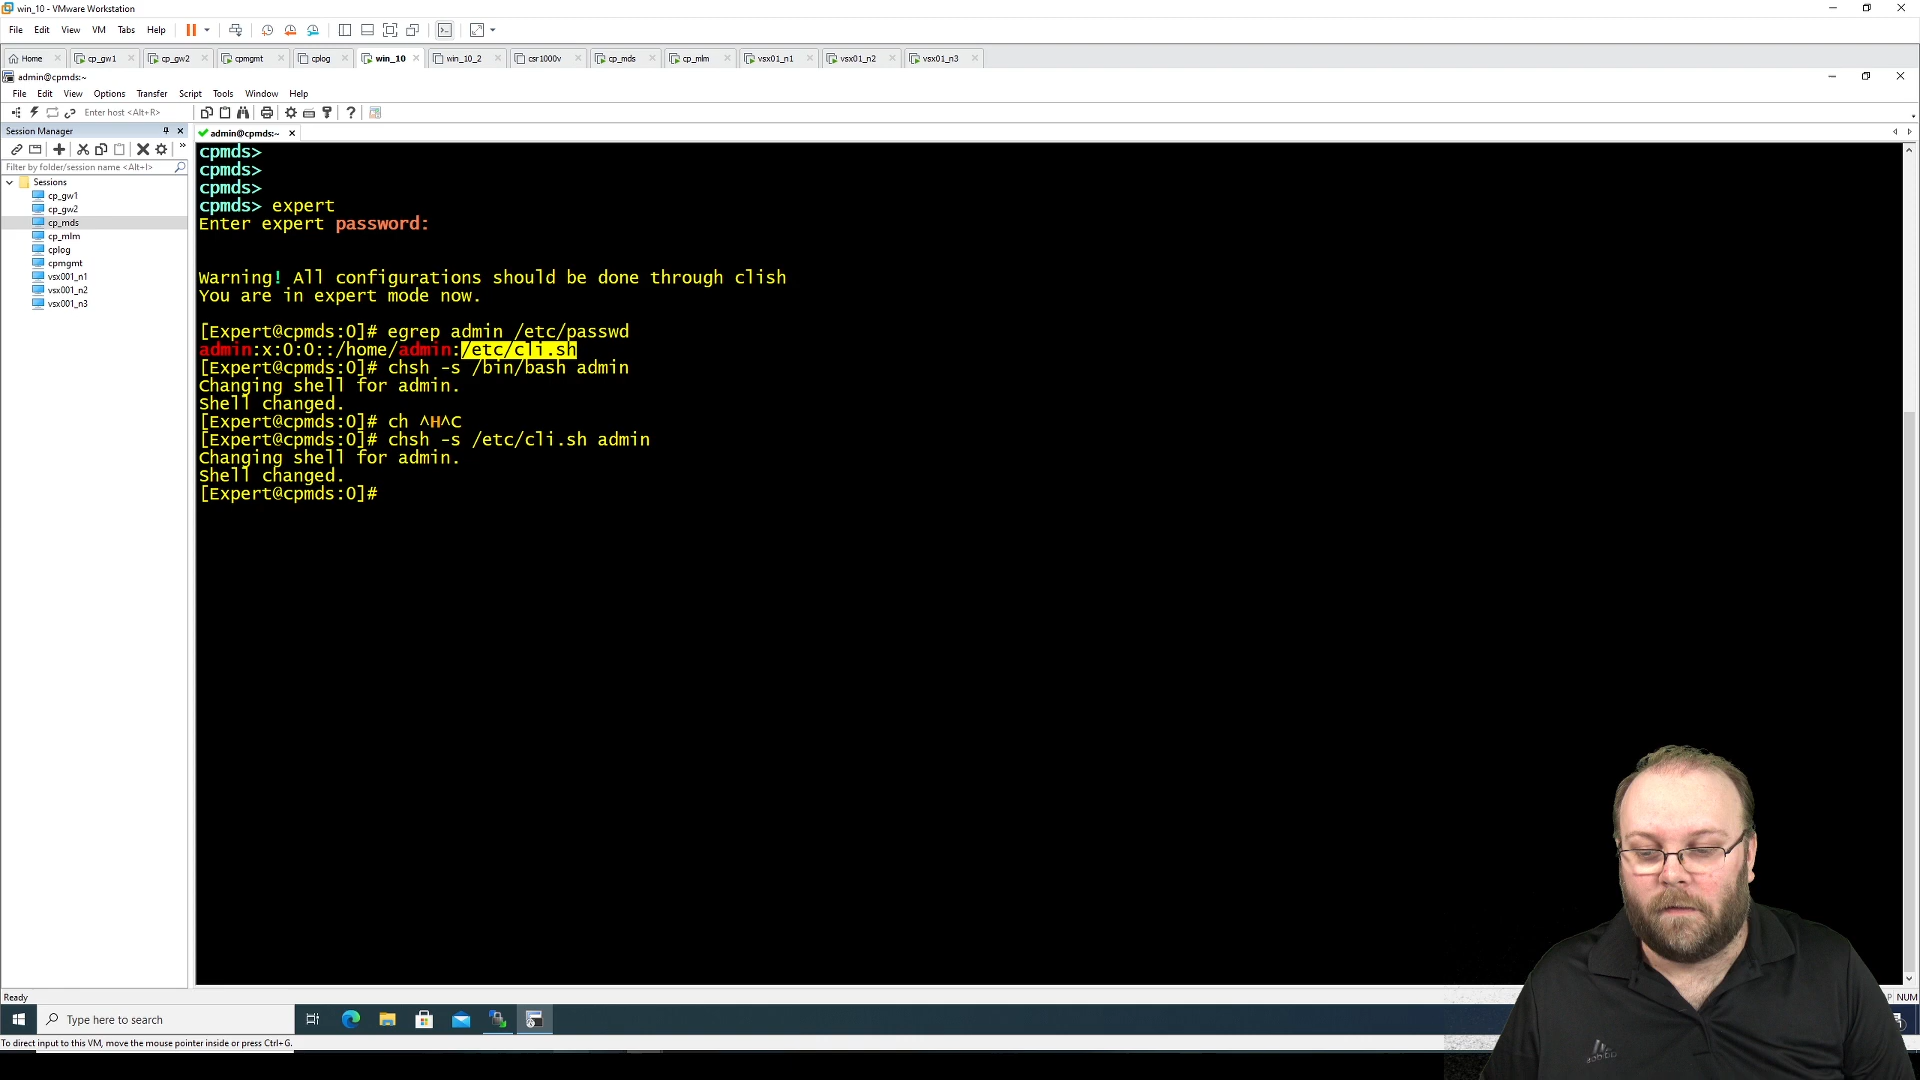 win_10 - VMware Workstation
File Edit View VM Tabs Help
Home cp_gw1 cp_gw2 cpmgmt cplog win_10 win_10_2 csr1000v cp_mds cp_mlm vsx01_n1 vsx01_n2 vsx01_n3
admin@cpmds:~
File Edit View Options Transfer Script Tools Window Help
Enter host <Alt+R>
Session Manager
admin@cpmds:~
Filter by folder/session name <Alt+I>
Sessions
cp_gw1
cp_gw2
cp_mds
cp_mlm
cplog
cpmgmt
vsx001_n1
vsx001_n2
vsx001_n3
cpmds>
cpmds>
cpmds>
cpmds> expert
Enter expert password:
Warning! All configurations should be done through clish
You are in expert mode now.
[Expert@cpmds:0]# egrep admin /etc/passwd
admin:x:0:0::/home/admin:/etc/cli.sh
[Expert@cpmds:0]# chsh -s /bin/bash admin
Changing shell for admin.
Shell changed.
[Expert@cpmds:0]# ch ^H^C
[Expert@cpmds:0]# chsh -s /etc/cli.sh admin
Changing shell for admin.
Shell changed.
[Expert@cpmds:0]#
Ready
NUM
Type here to search
To direct input to this VM, move the mouse pointer inside or press Ctrl+G.
adidas